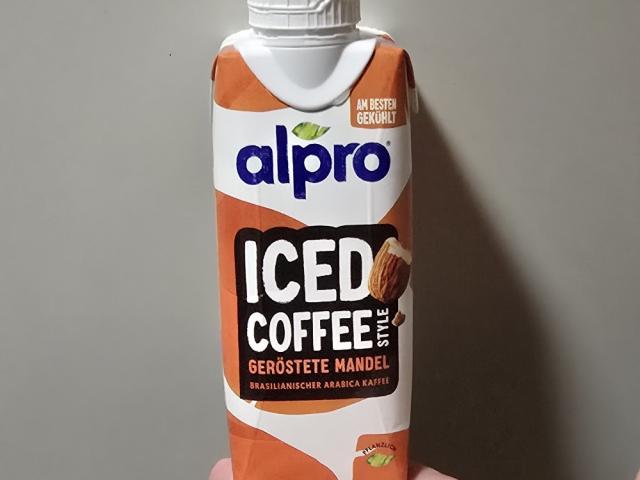 AM BESTEN
GEKÜHLT
alpro
ICED
COFFEE
STYLE
GERÖSTETE MANDEL
BRASILIANISCHER ARABICA KAFFEE
PFLANZLICH